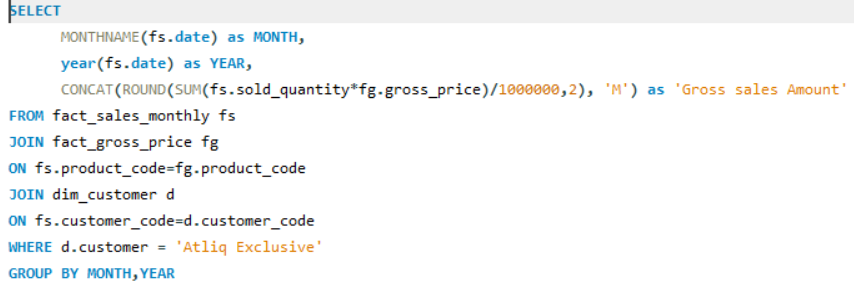 SELECT
MONTHNAME(fs.date) as MONTH,
year(fs.date) as YEAR,
CONCAT(ROUND(SUM(fs.sold_quantity*fg.gross_price)/1000000,2), 'M') as 'Gross sales Amount'
FROM fact_sales_monthly fs
JOIN fact_gross_price fg
ON fs.product_code=fg.product_code
JOIN dim_customer d
ON fs.customer_code=d.customer_code
WHERE d.customer = 'Atliq Exclusive'
GROUP BY MONTH,YEAR